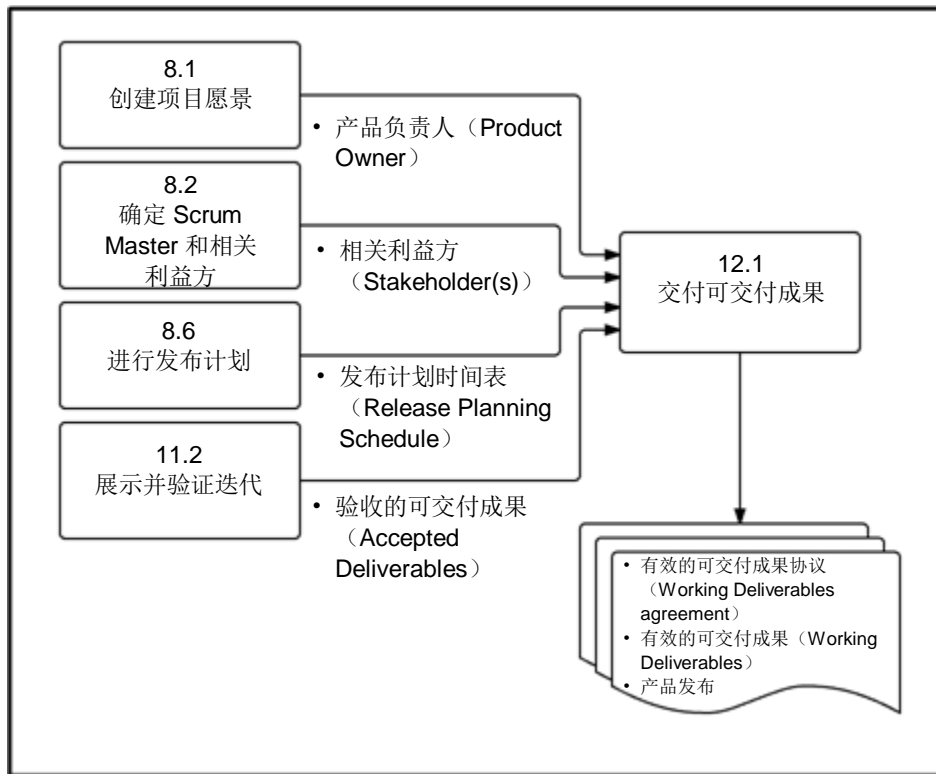 8.1
创建项目愿景
• 产品负责人（Product
Owner）
8.2
确定 Scrum
Master 和相关
利益方
• 相关利益方
（Stakeholder(s)）
12.1
交付可交付成果
8.6
进行发布计划
• 发布计划时间表
（Release Planning
Schedule）
11.2
展示并验证迭代
• 验收的可交付成果
（Accepted
Deliverables）
• 有效的可交付成果协议
（Working Deliverables
agreement）
• 有效的可交付成果（Working
Deliverables）
• 产品发布